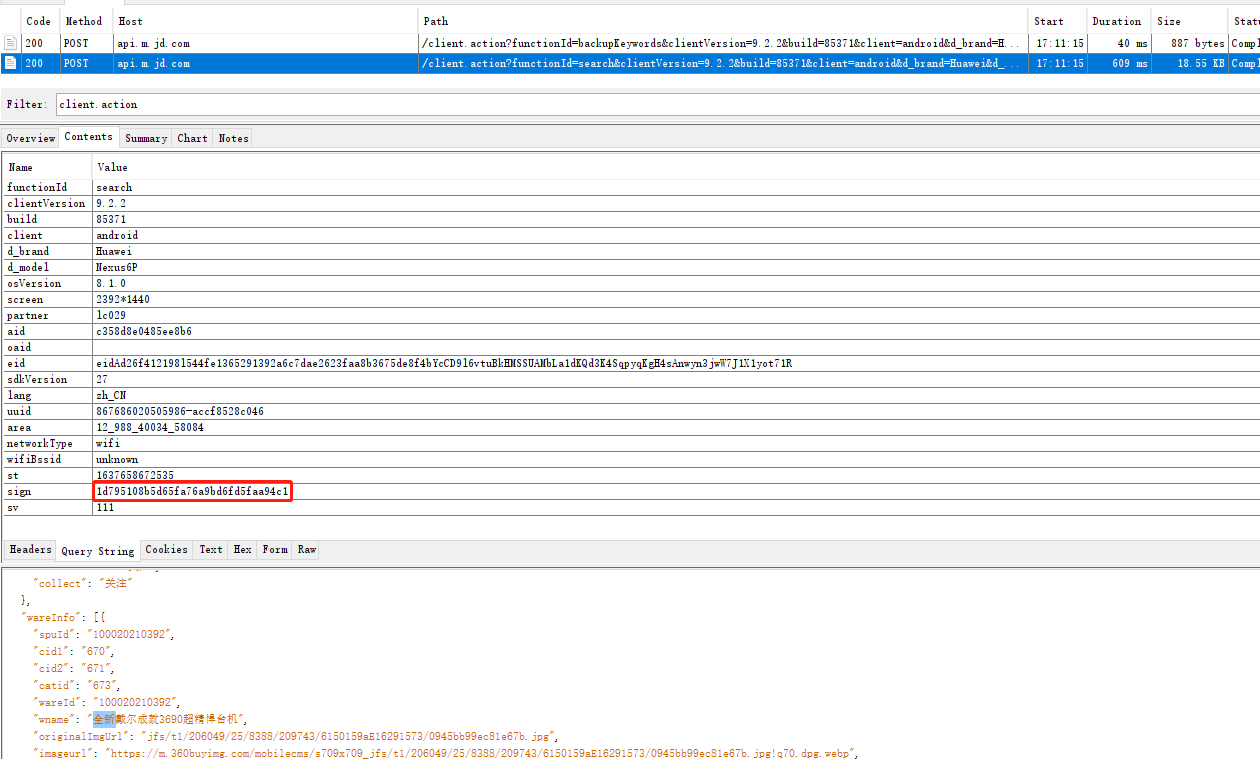 Code Method Host Path Start Duration Size Statu
200 POST api.m.jd.com /client.action?functionId=backupKeywords&clientVersion=9.2.2&build=85371&client=android&d_brand=H... 17:11:15 40 ms 887 bytes Compl
200 POST api.m.jd.com /client.action?functionId=search&clientVersion=9.2.2&build=85371&client=android&d_brand=Huawei&d_... 17:11:15 609 ms 18.55 KB Compl
Filter: client.action
Overview Contents Summary Chart Notes
Name Value
functionId search
clientVersion 9.2.2
build 85371
client android
d_brand Huawei
d_model Nexus6P
osVersion 8.1.0
screen 2392*1440
partner lc029
aid c358d8e0485ee8b6
oaid
eid eidAd26f412198l544fe1365291392a6c7dae2623faa8b3675de8f4bYcCD9l6vtuBkHMSSUAMbLa1dKQd3K4SqpyqKgH4sAnwyn3jwW7J1X1yot71R
sdkVersion 27
lang zh_CN
uuid 867686020505986-accf8528c046
area 12_988_40034_58084
networkType wifi
wifiBssid unknown
st 1637658672535
sign 1d795108b5d65fa76a9bd6fd5faa94c1
sv 111
Headers Query String Cookies Text Hex Form Raw
"collect": "关注"
},
"wareInfo": [{
"spuId": "100020210392",
"cid1": "670",
"cid2": "671",
"catid": "673",
"wareId": "100020210392",
"wname": "全新戴尔成就3690超精悍台机",
"originalImgUrl": "jfs/t1/206049/25/8388/209743/6150159aE16291573/0945bb99ec81e67b.jpg",
"imageurl": "https://m.360buyimg.com/mobilecms/s709x709_jfs/t1/206049/25/8388/209743/6150159aE16291573/0945bb99ec81e67b.jpg!q70.dpg.webp",